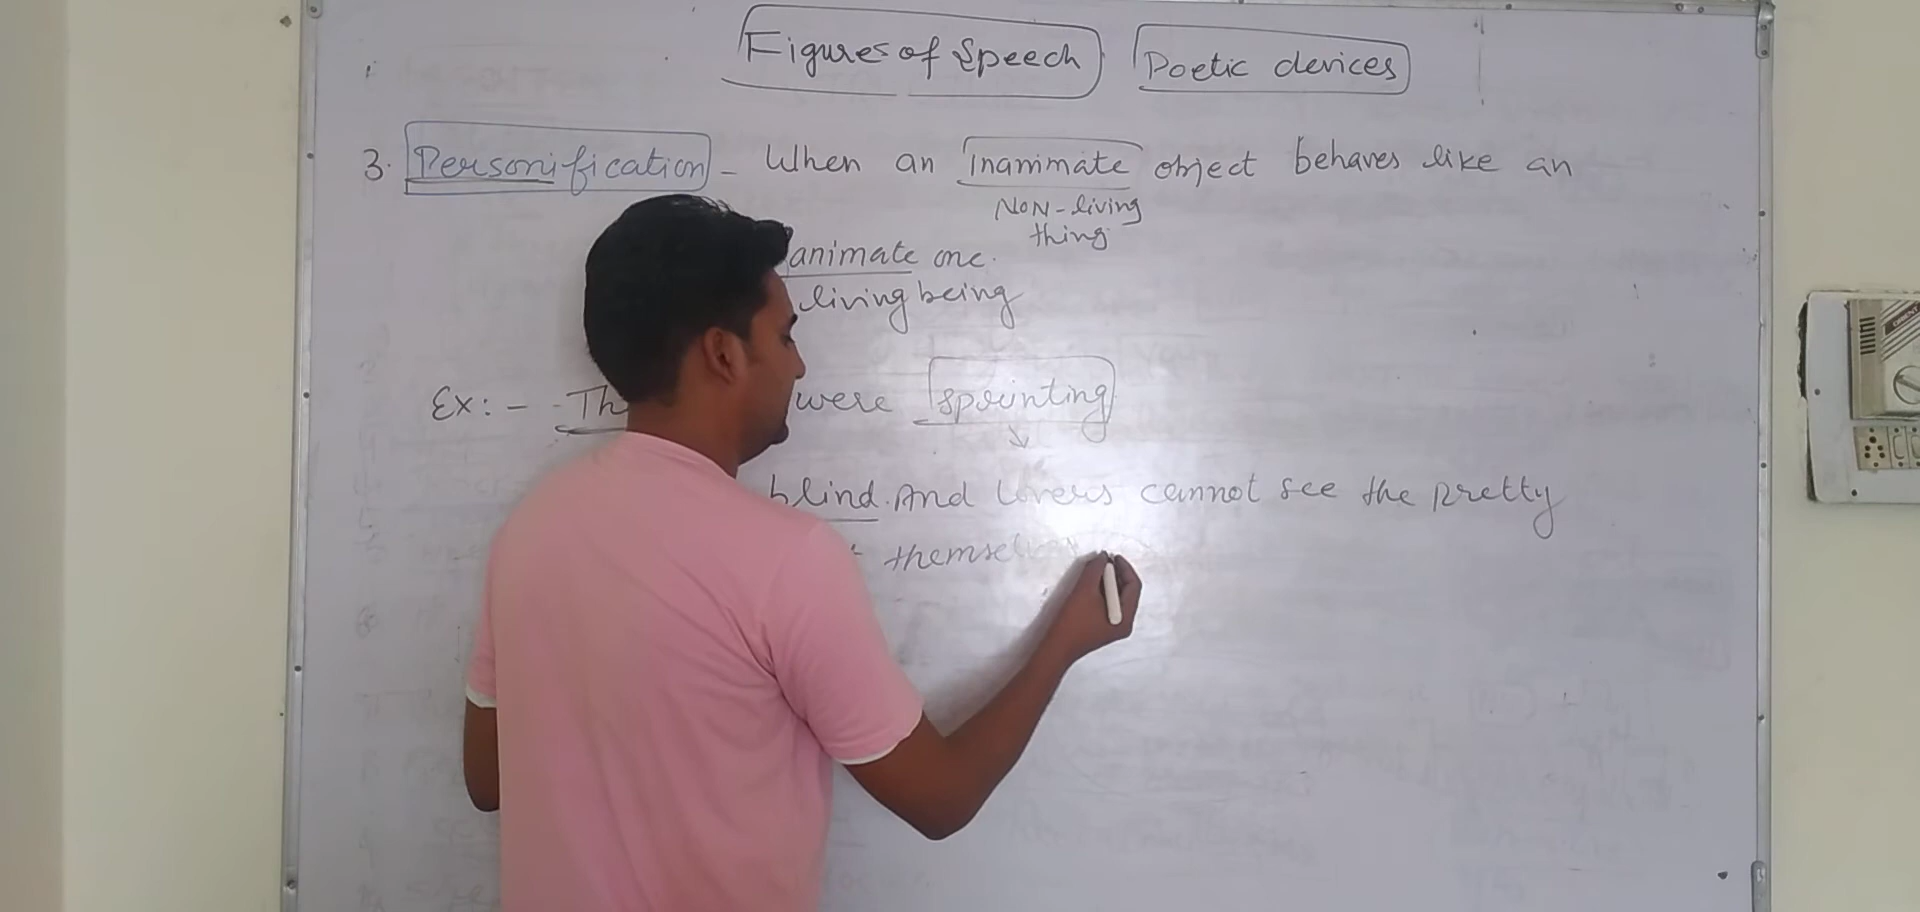 Figures of Speech Poetic devices
3. Personification - When an Inanimate object behaves like an
NON-living
thing
animate one.
living being
Ex:- Th were sprinting
blind. And lovers cannot see the pretty
themsel